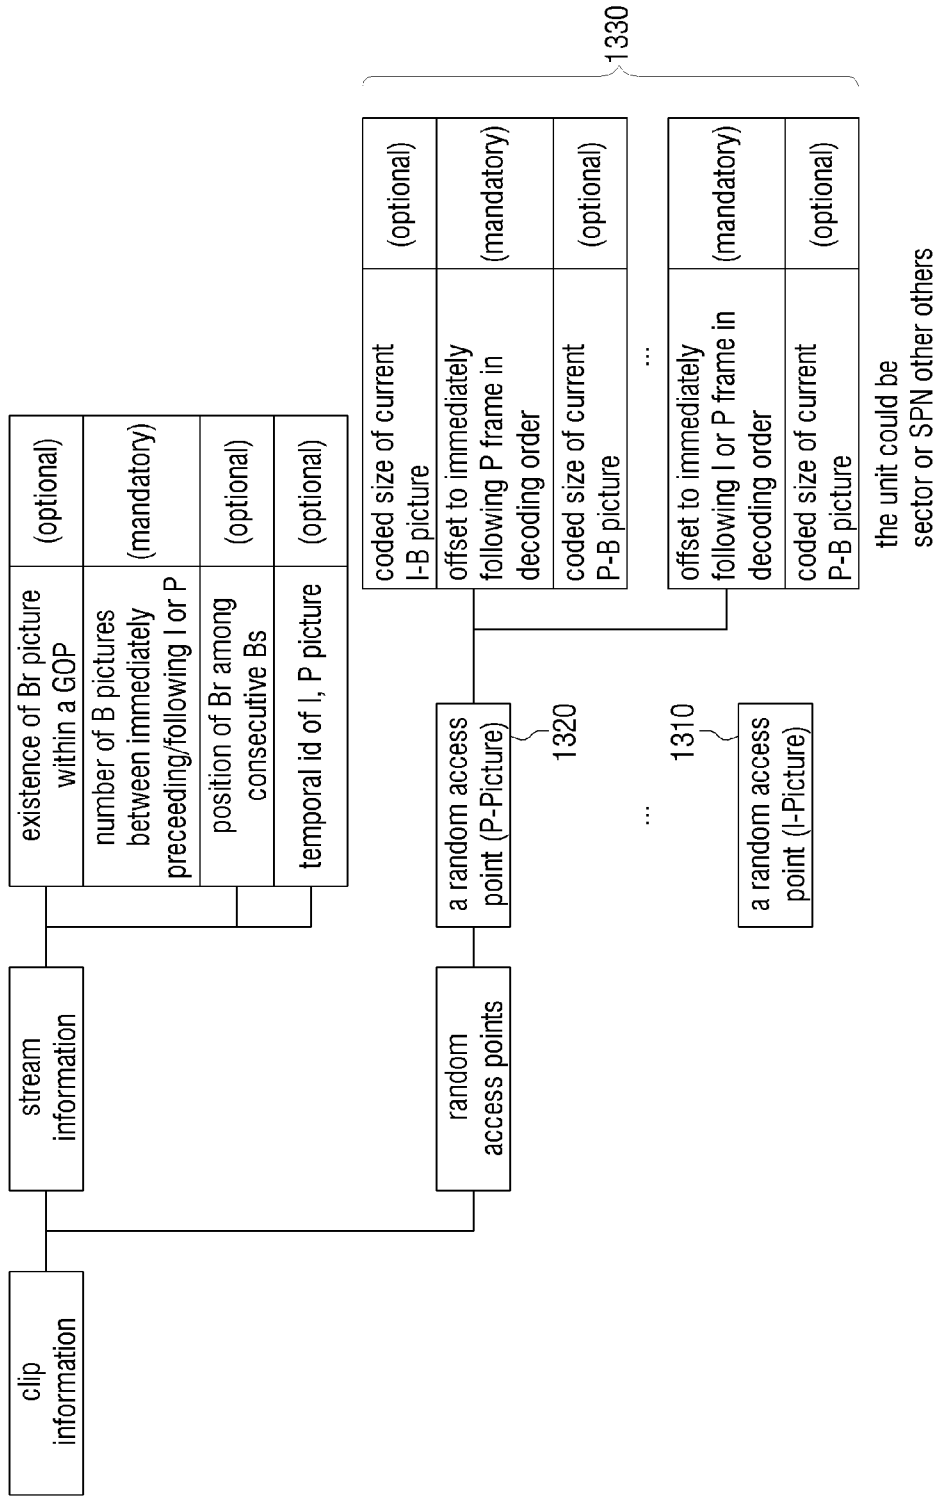 clip
information
stream
information
existence of Br picture
within a GOP
(optional)
number of B pictures
between immediately
preceeding/following I or P
(mandatory)
position of Br among
consecutive Bs
(optional)
temporal id of I, P picture
(optional)
random
access points
a random access
point (P-Picture)
1320
...
1310
a random access
point (I-Picture)
coded size of current
I-B picture
(optional)
offset to immediately
following P frame in
decoding order
(mandatory)
coded size of current
P-B picture
(optional)
...
offset to immediately
following I or P frame in
decoding order
(mandatory)
coded size of current
P-B picture
(optional)
1330
the unit could be
sector or SPN other others